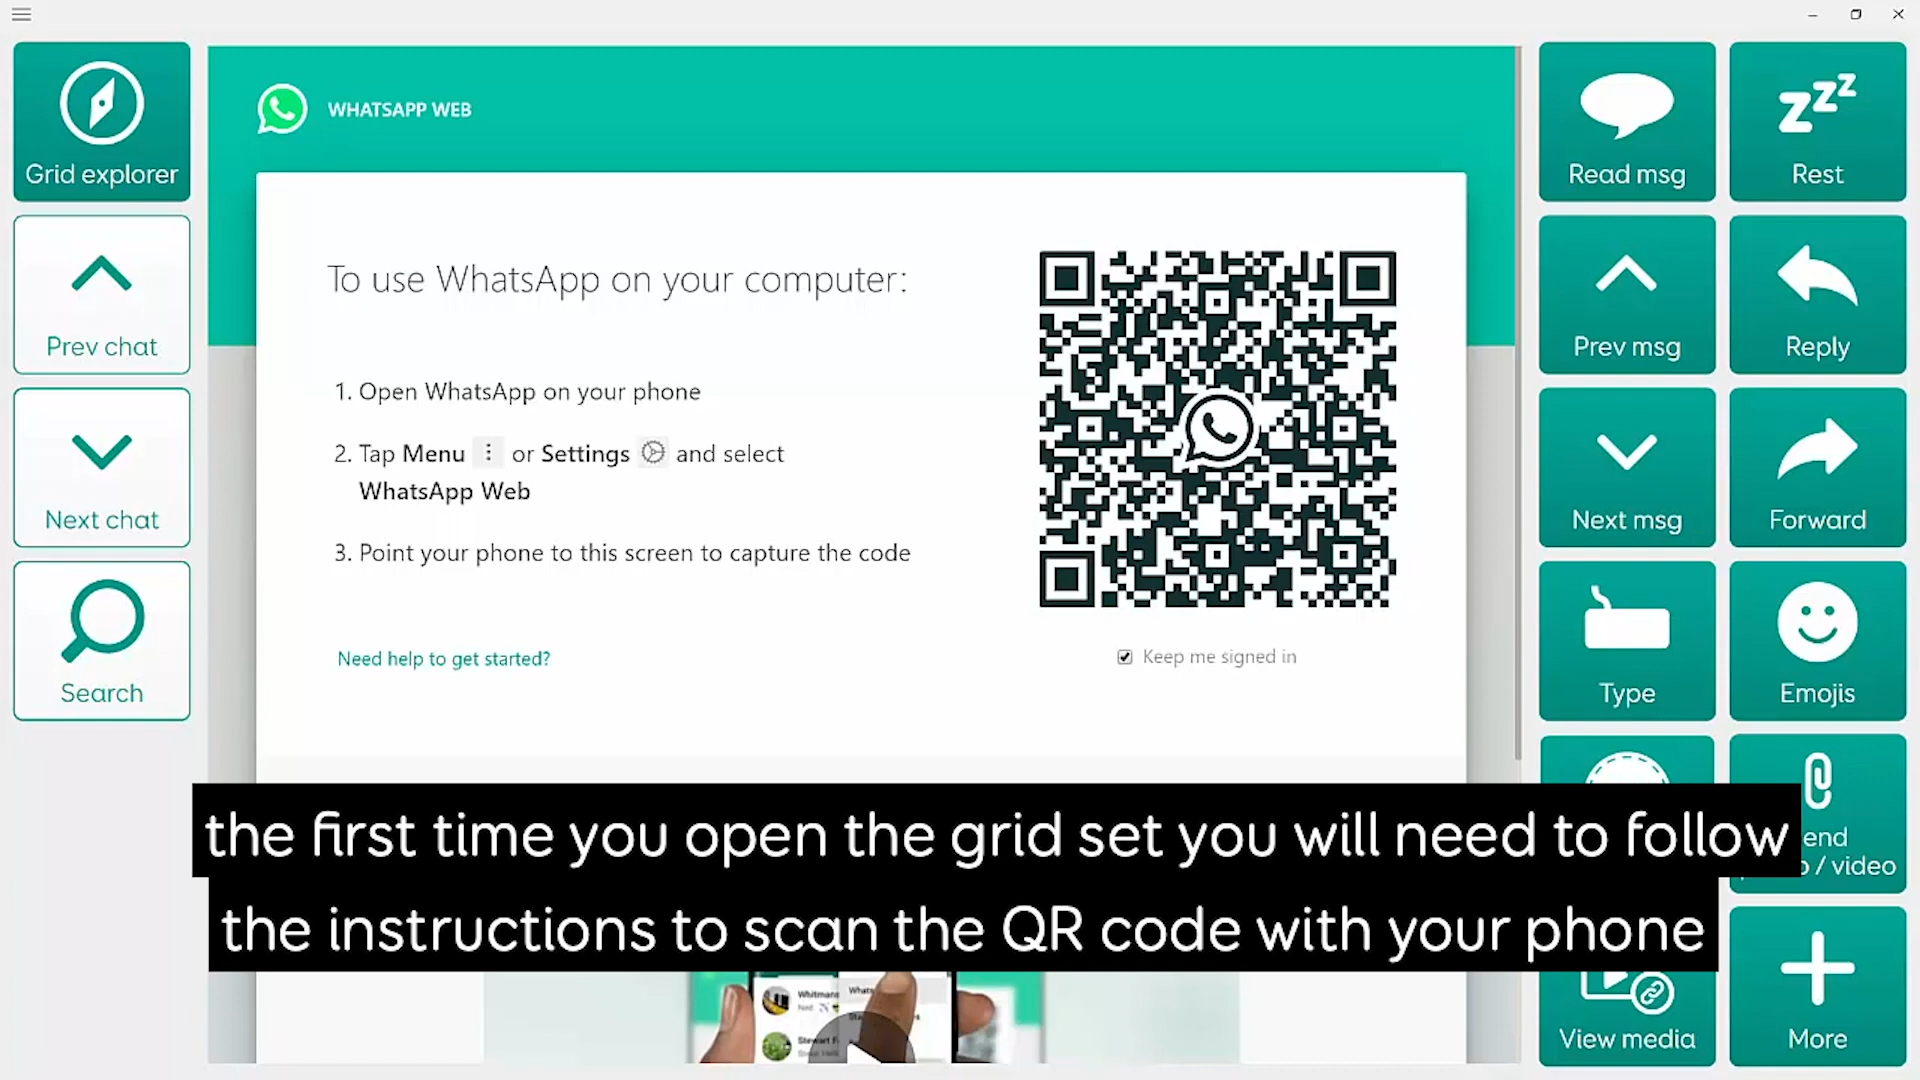 Grid explorer
Prev chat
Next chat
Search
WHATSAPP WEB
To use WhatsApp on your computer:
1. Open WhatsApp on your phone
2. Tap Menu or Settings and select
WhatsApp Web
3. Point your phone to this screen to capture the code
Need help to get started?
Keep me signed in
Read msg
Rest
Prev msg
Reply
Next msg
Forward
Type
Emojis
end
/ video
View media
More
the first time you open the grid set you will need to follow
the instructions to scan the QR code with your phone
Whitmans
Stewart F